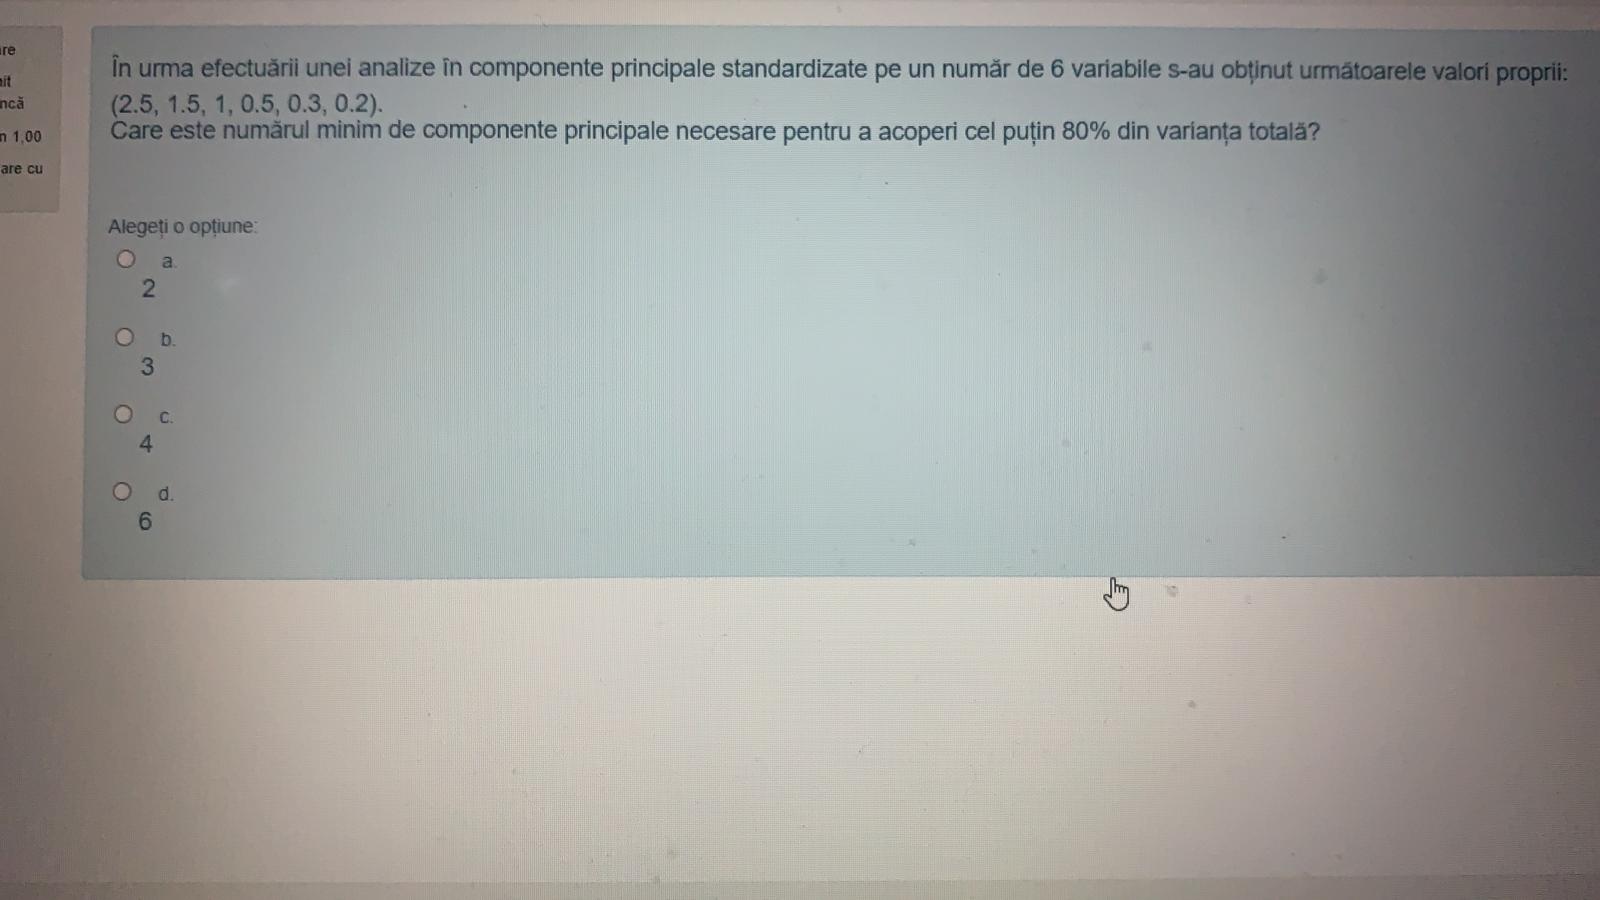 re
it
ncă
n 1,00
are cu
În urma efectuării unei analize în componente principale standardizate pe un număr de 6 variabile s-au obținut următoarele valori proprii:
(2.5, 1.5, 1, 0.5, 0.3, 0.2).
Care este numărul minim de componente principale necesare pentru a acoperi cel puțin 80% din varianța totală?
Alegeți o opțiune:
a.
2
b.
3
c.
4
d.
6